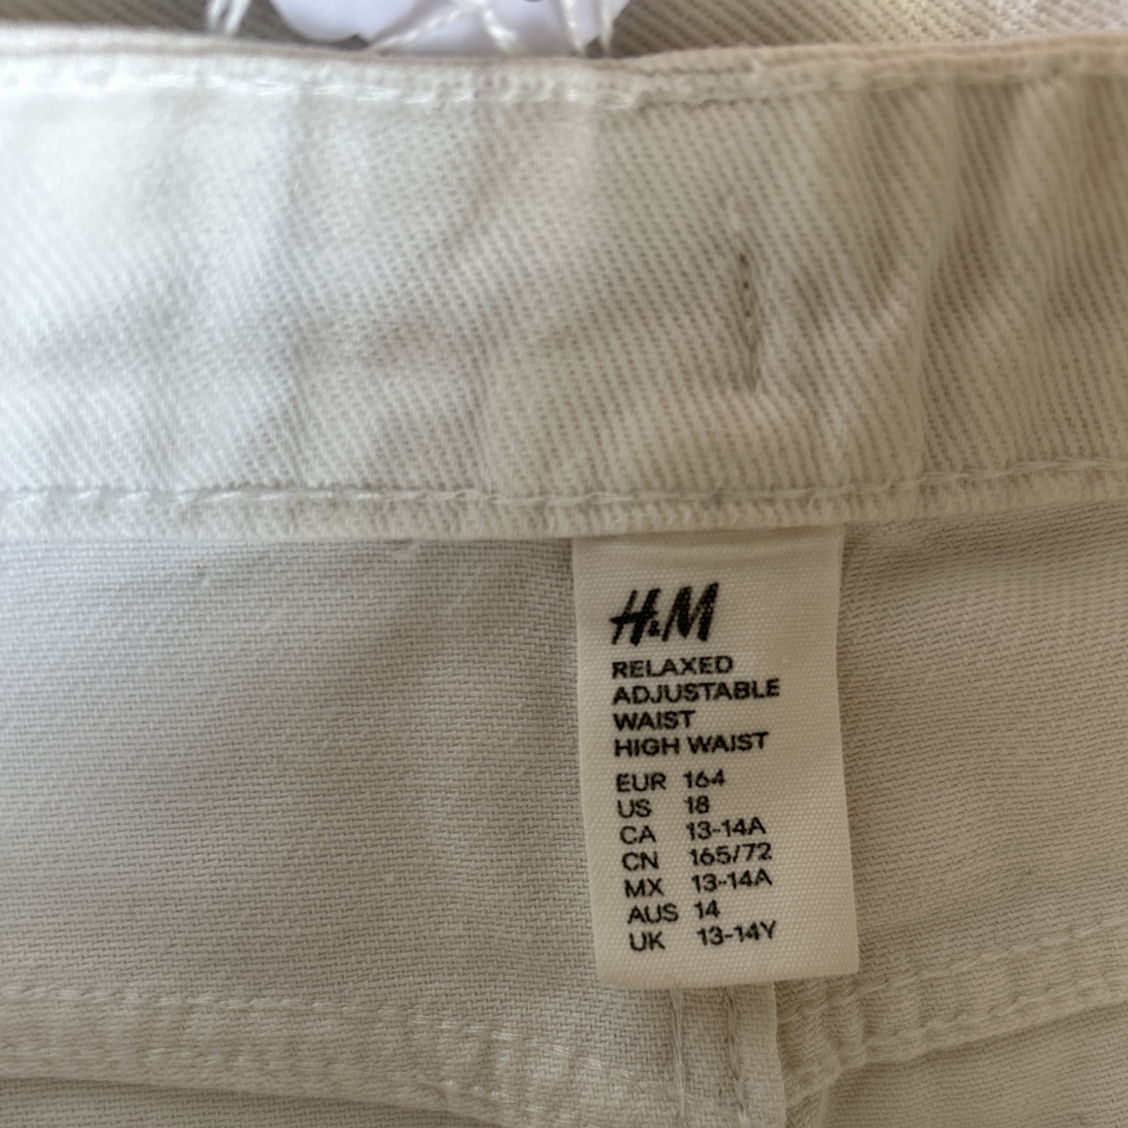 H&M
RELAXED
ADJUSTABLE
WAIST
HIGH WAIST
EUR 164
US 18
CA 13-14A
CN 165/72
MX 13-14A
AUS 14
UK 13-14Y